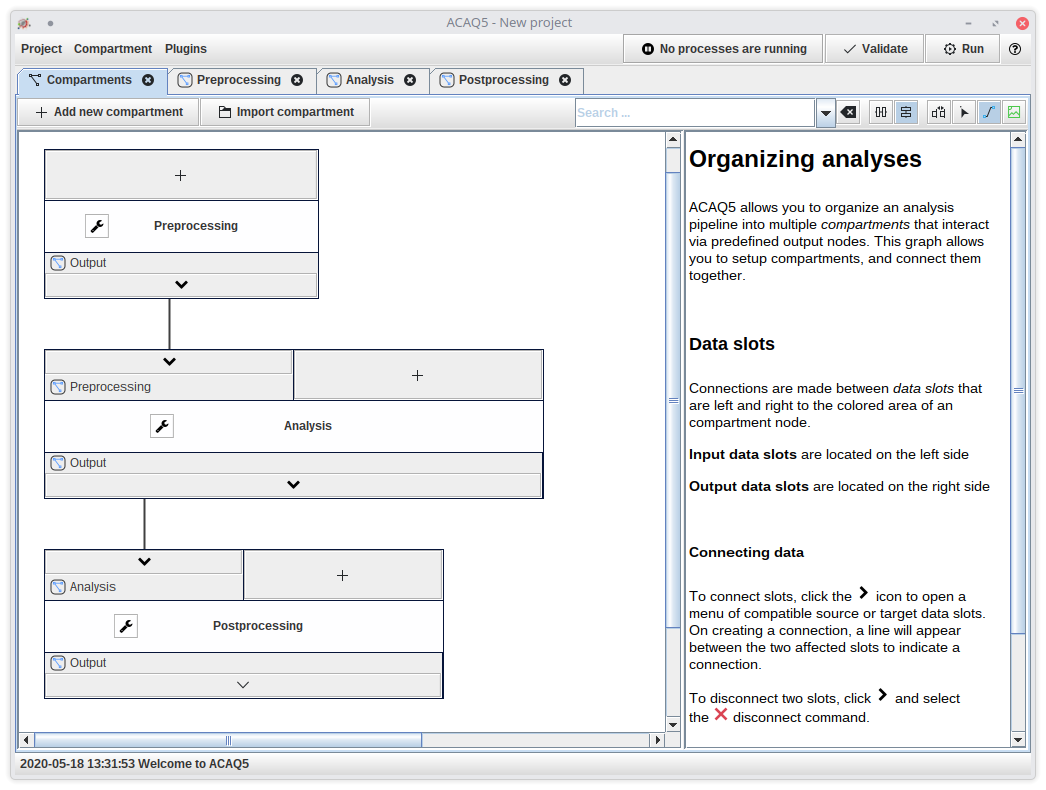 ACAQ5 - New project
Project Compartment Plugins
No processes are running
Validate
Run
Compartments
Preprocessing
Analysis
Postprocessing
Add new compartment
Import compartment
Search ...
Preprocessing
Output
Preprocessing
Analysis
Output
Analysis
Postprocessing
Output
Organizing analyses
ACAQ5 allows you to organize an analysis
pipeline into multiple compartments that interact
via predefined output nodes. This graph allows
you to setup compartments, and connect them
together.
Data slots
Connections are made between data slots that
are left and right to the colored area of an
compartment node.
Input data slots are located on the left side
Output data slots are located on the right side
Connecting data
To connect slots, click the icon to open a
menu of compatible source or target data slots.
On creating a connection, a line will appear
between the two affected slots to indicate a
connection.
To disconnect two slots, click and select
the disconnect command.
2020-05-18 13:31:53 Welcome to ACAQ5